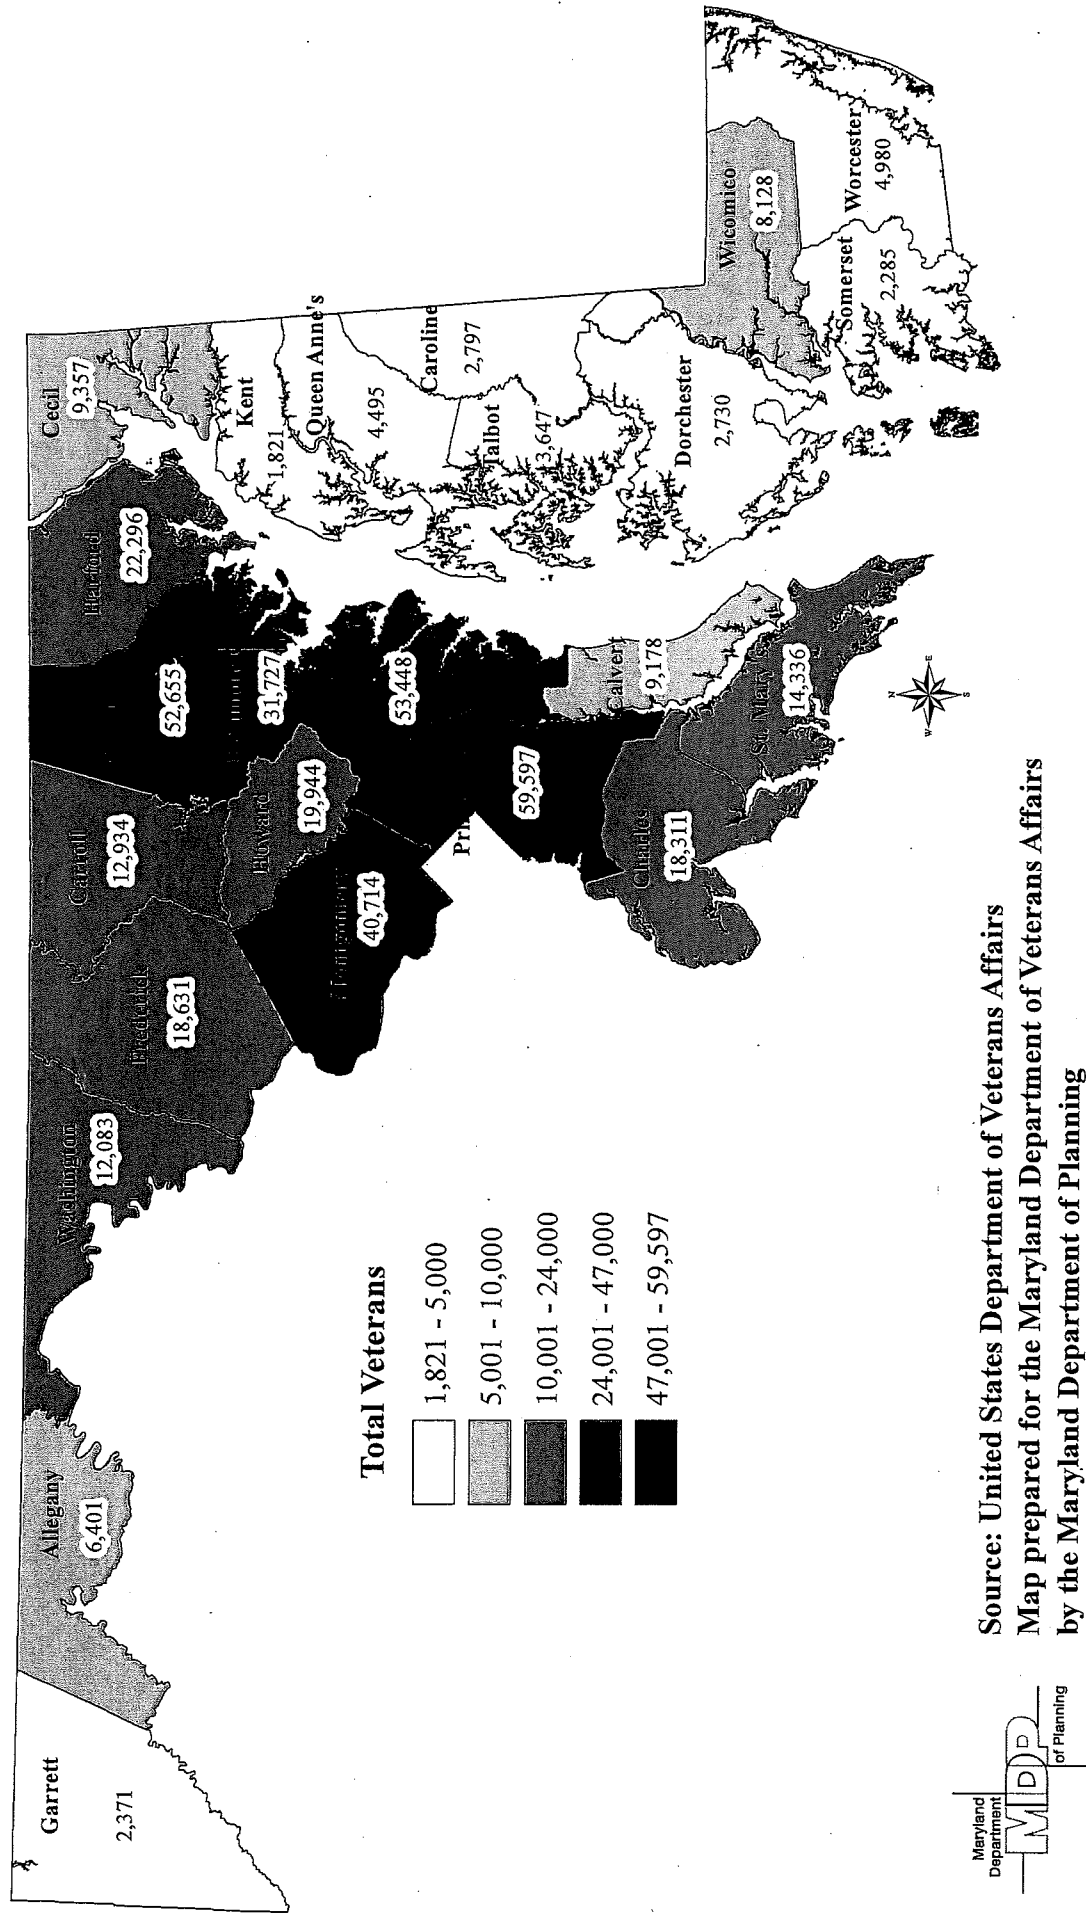 Garrett
2,371
Allegany
6,401
Washington
12,083
Frederick
18,631
Carroll
12,934
Harford
22,296
Cecil
9,357
52,655
31,727
Howard
19,944
Montgomery
40,714
53,448
Pri
59,597
Calvert
9,178
Charles
18,311
St. Mary's
14,336
Kent
1,821
Queen Anne's
4,495
Caroline
2,797
Talbot
3,647
Dorchester
2,730
Wicomico
8,128
Somerset
2,285
Worcester
4,980
Total Veterans
1,821 - 5,000
5,001 - 10,000
10,001 - 24,000
24,001 - 47,000
47,001 - 59,597
N
W
E
S
Maryland
Department
MDP
of Planning
Source: United States Department of Veterans Affairs
Map prepared for the Maryland Department of Veterans Affairs
by the Maryland Department of Planning